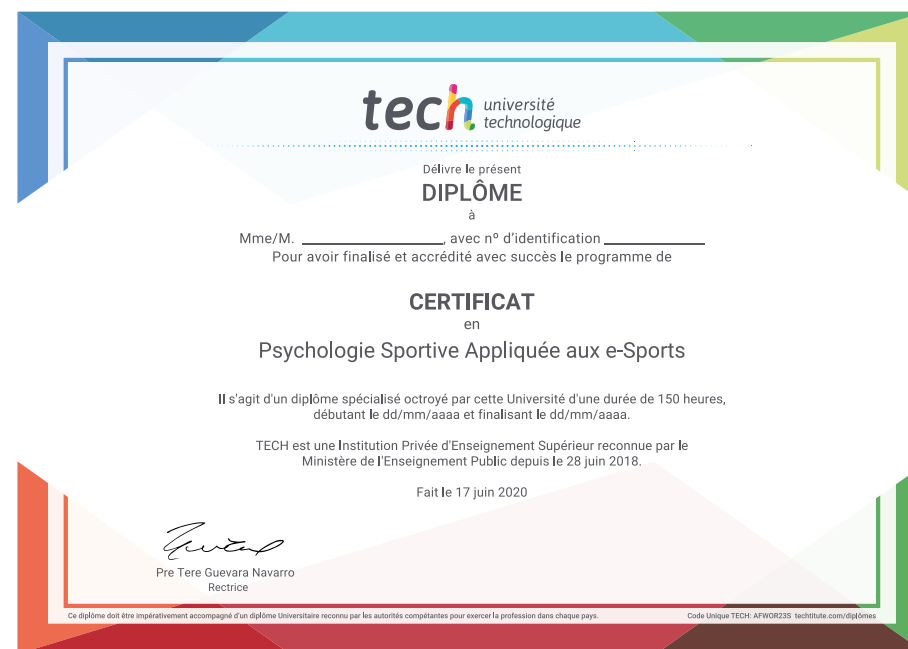 tech université
technologique
Délivre le présent
DIPLÔME
à
Mme/M. ____________________, avec nº d'identification ______________
Pour avoir finalisé et accrédité avec succès le programme de
CERTIFICAT
en
Psychologie Sportive Appliquée aux e-Sports
Il s'agit d'un diplôme spécialisé octroyé par cette Université d'une durée de 150 heures,
débutant le dd/mm/aaaa et finalisant le dd/mm/aaaa.
TECH est une Institution Privée d'Enseignement Supérieur reconnue par le
Ministère de l'Enseignement Public depuis le 28 juin 2018.
Fait le 17 juin 2020
Pre Tere Guevara Navarro
Rectrice
Ce diplôme doit être impérativement accompagné d'un diplôme Universitaire reconnu par les autorités compétantes pour exercer la profession dans chaque pays.
Code Unique TECH: AFWOR23S techtitute.com/diplômes